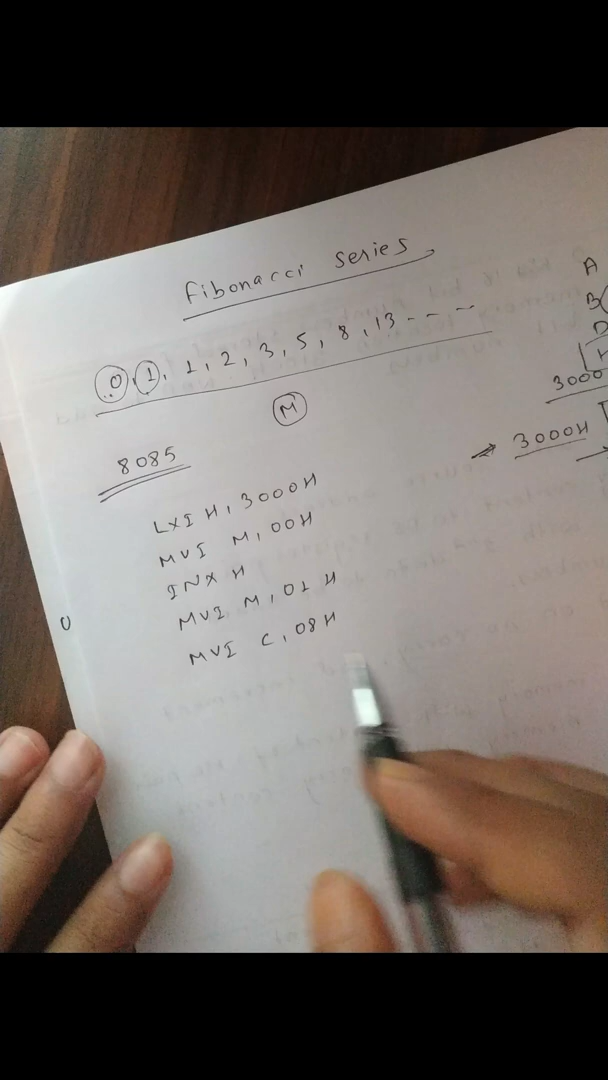 Fibonacci series
0, 1, 1, 2, 3, 5, 8, 13 - - - -
M
8085
LXI H, 3000H
MVI M, 00H
INX H
MVI M, 01H
MVI C, 08H
A
B
D
H
3000
→ 3000H